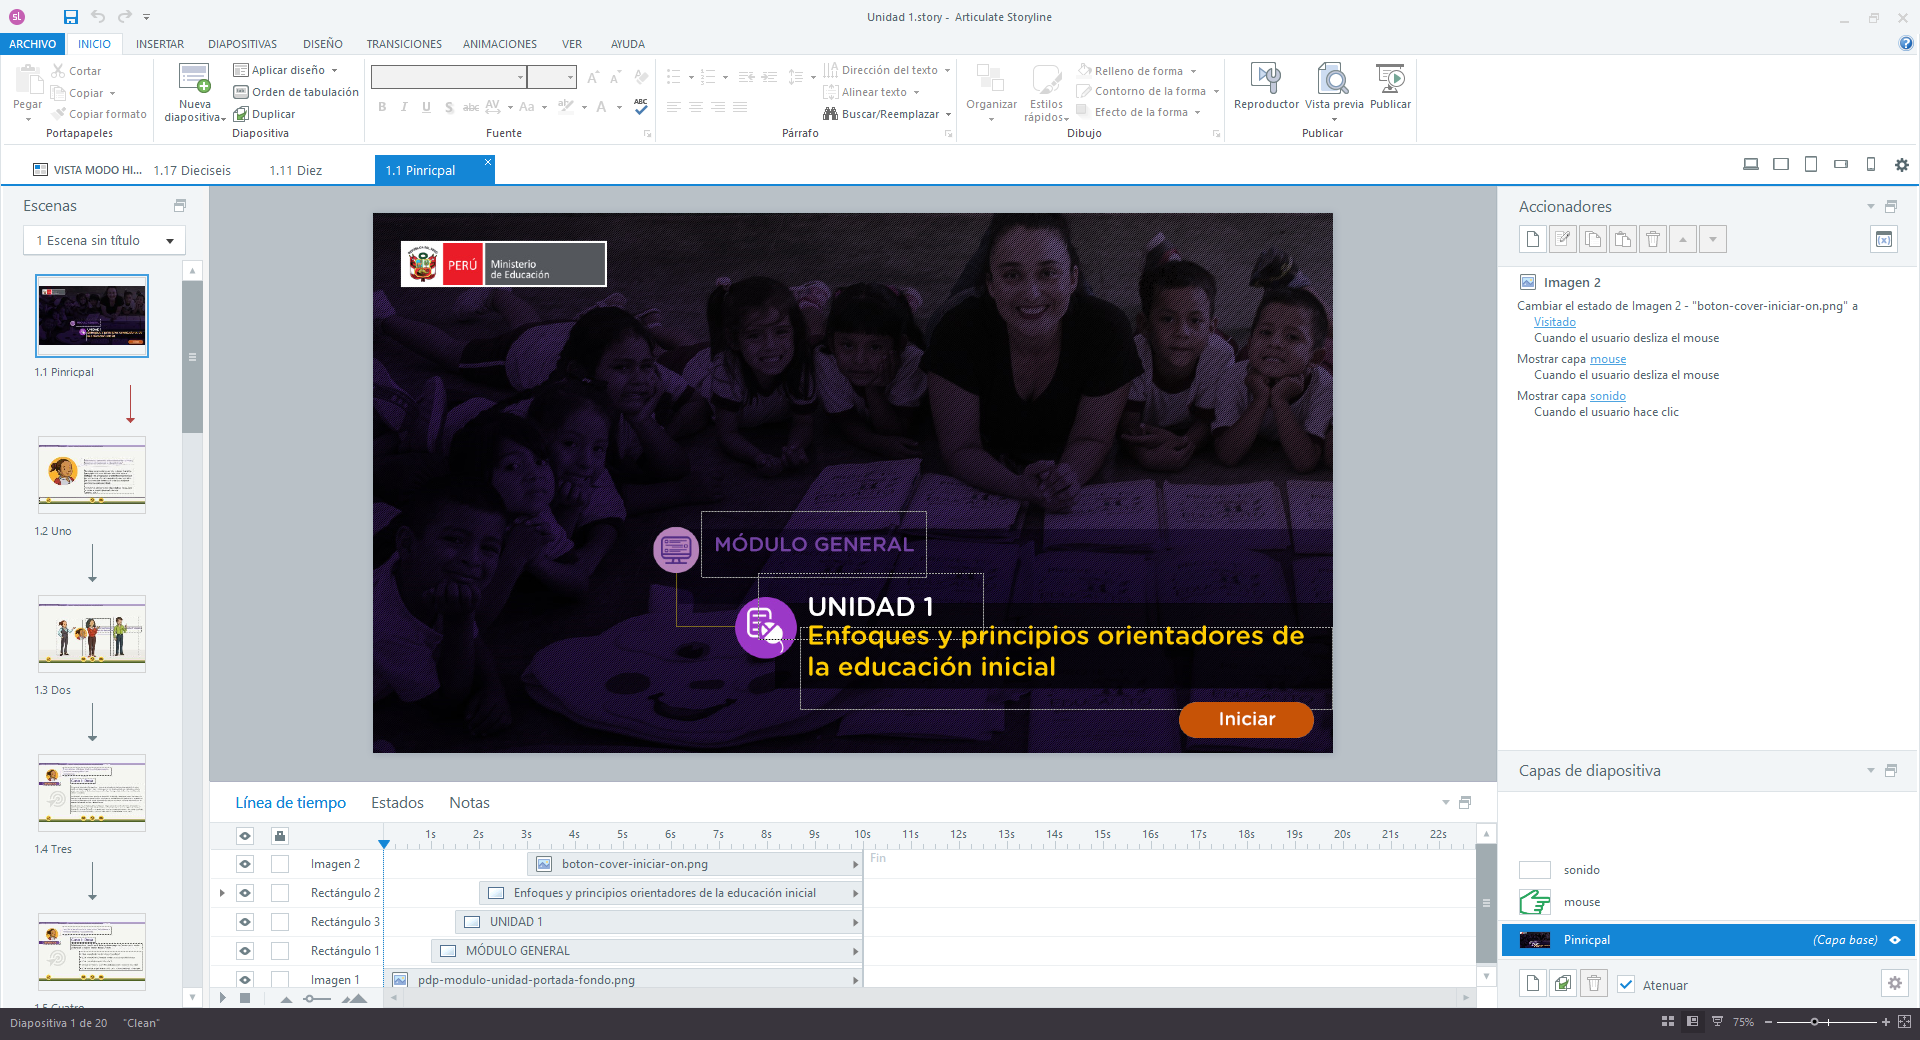 sl
Unidad 1.story - Articulate Storyline
ARCHIVO
INICIO
INSERTAR
DIAPOSITIVAS
DISEÑO
TRANSICIONES
ANIMACIONES
VER
AYUDA
Pegar
Cortar
Copiar
Copiar formato
Portapapeles
Nueva
diapositiva
Aplicar diseño
Orden de tabulación
Duplicar
Diapositiva
B I U S abc AV Aa A ABC
Fuente
Dirección del texto
Alinear texto
Buscar/Reemplazar
Párrafo
Organizar
Estilos
rápidos
Relleno de forma
Contorno de la forma
Efecto de la forma
Dibujo
Reproductor
Vista previa
Publicar
Publicar
VISTA MODO HI...
1.17 Dieciseis
1.11 Diez
1.1 Pinricpal
Escenas
1 Escena sin título
1.1 Pinricpal
1.2 Uno
1.3 Dos
1.4 Tres
1.5 Cuatro
PERÚ
Ministerio
de Educación
MÓDULO GENERAL
UNIDAD 1
Enfoques y principios orientadores de
la educación inicial
Iniciar
Línea de tiempo
Estados
Notas
1s 2s 3s 4s 5s 6s 7s 8s 9s 10s 11s 12s 13s 14s 15s 16s 17s 18s 19s 20s 21s 22s
Imagen 2
boton-cover-iniciar-on.png
Fin
Rectángulo 2
Enfoques y principios orientadores de la educación inicial
Rectángulo 3
UNIDAD 1
Rectángulo 1
MÓDULO GENERAL
Imagen 1
pdp-modulo-unidad-portada-fondo.png
Accionadores
Imagen 2
Cambiar el estado de Imagen 2 - "boton-cover-iniciar-on.png" a
Visitado
Cuando el usuario desliza el mouse
Mostrar capa mouse
Cuando el usuario desliza el mouse
Mostrar capa sonido
Cuando el usuario hace clic
Capas de diapositiva
sonido
mouse
Pinricpal
(Capa base)
Atenuar
Diapositiva 1 de 20
"Clean"
75%